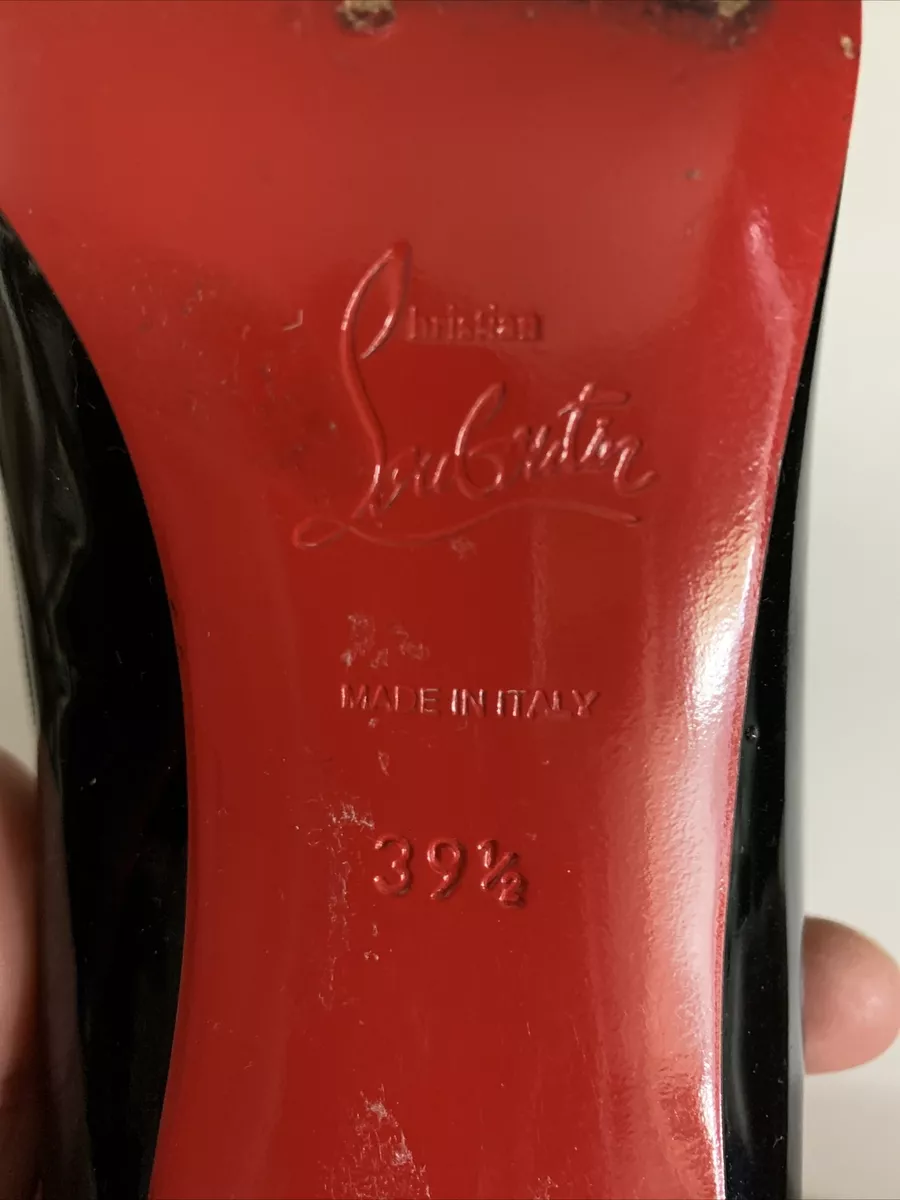 Christian
Louboutin
MADE IN ITALY
39½